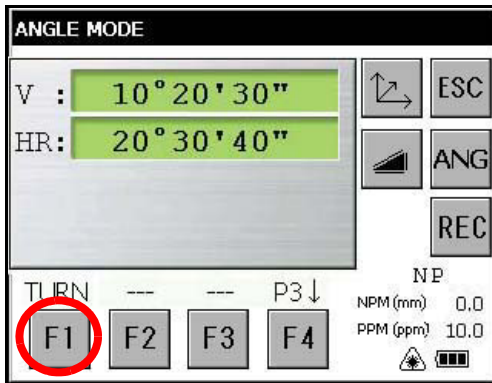 ANGLE MODE
V : 10°20'30"
HR: 20°30'40"
ESC
ANG
REC
TURN --- --- P3↓
F1 F2 F3 F4
NP
NPM (mm) 0.0
PPM (ppm) 10.0